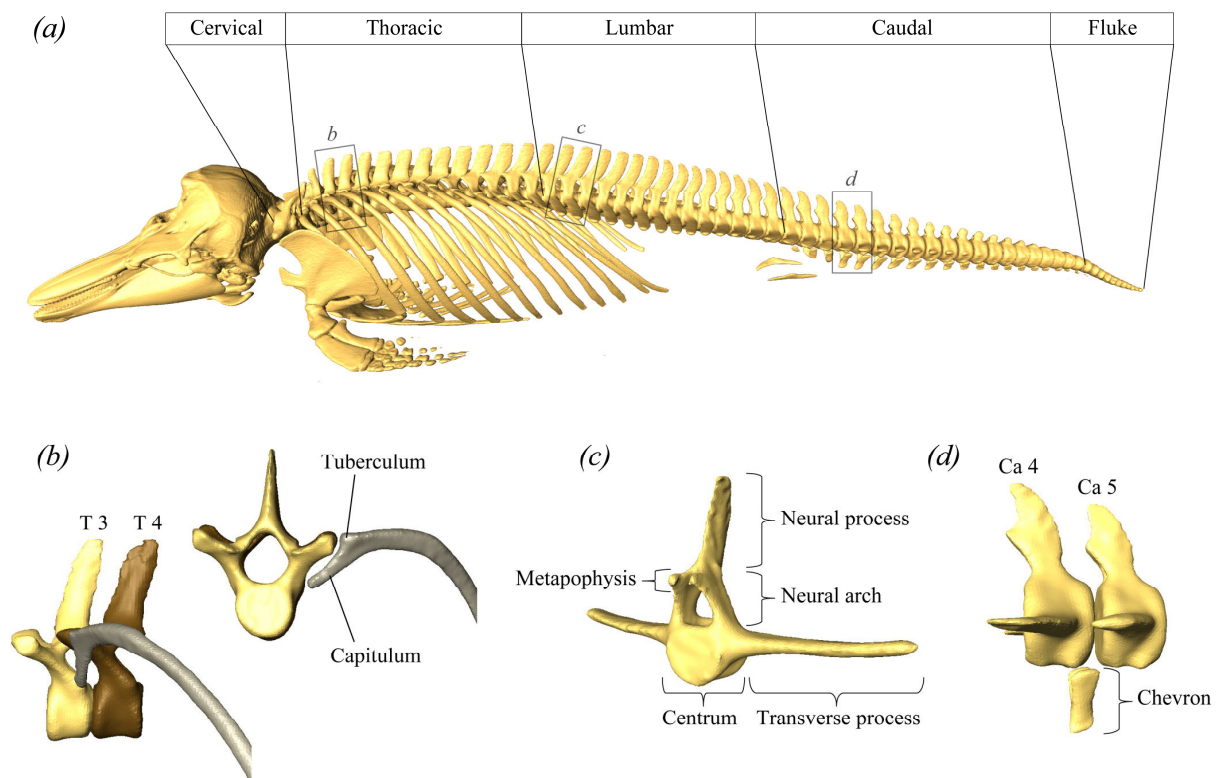 (a)
Cervical Thoracic Lumbar Caudal Fluke
b
c
d
(b)
T 3 T 4
Tuberculum
Capitulum
(c)
Neural process
Metapophysis
Neural arch
Centrum Transverse process
(d)
Ca 4
Ca 5
Chevron